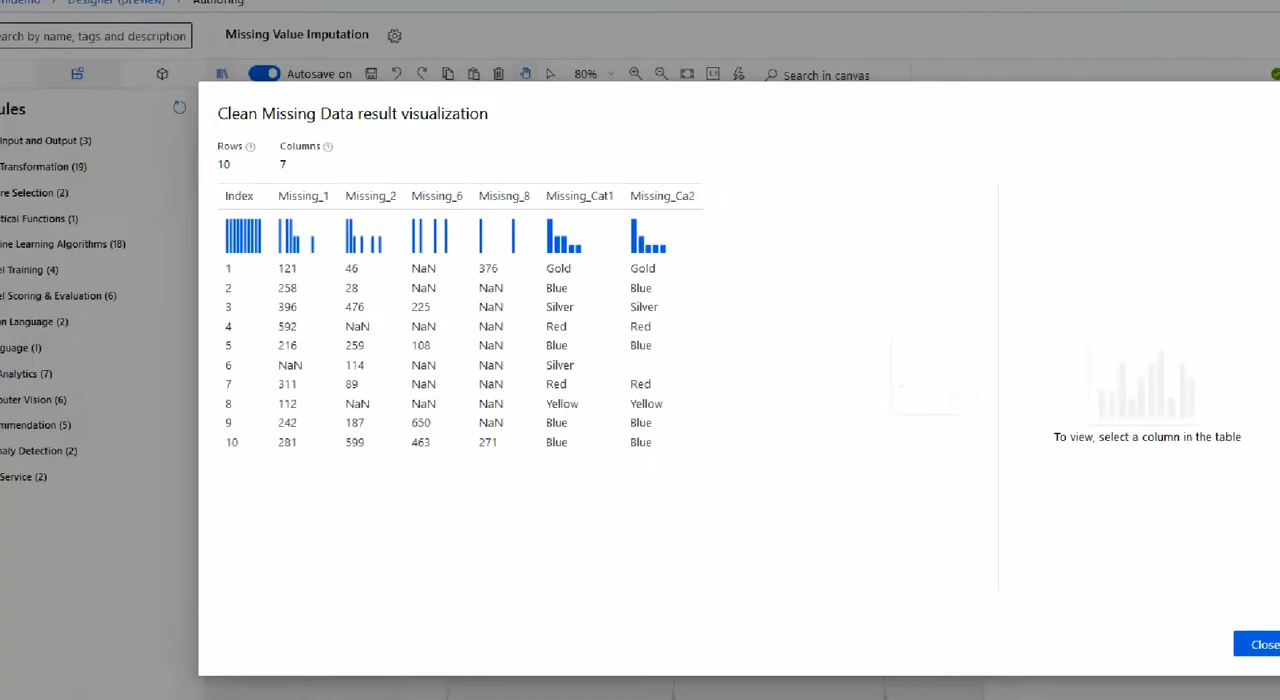 Designer (preview) > Authoring
earch by name, tags and description
Missing Value Imputation
Autosave on
80%
Search in canvas
ules
Input and Output (3)
Transformation (19)
re Selection (2)
tical Functions (1)
ine Learning Algorithms (18)
el Training (4)
el Scoring & Evaluation (6)
on Language (2)
guage (1)
Analytics (7)
puter Vision (6)
mmendation (5)
maly Detection (2)
Service (2)
Clean Missing Data result visualization
Rows Columns
10 7
Index Missing_1 Missing_2 Missing_6 Misisng_8 Missing_Cat1 Missing_Ca2
1 121 46 NaN 376 Gold Gold
2 258 28 NaN NaN Blue Blue
3 396 476 225 NaN Silver Silver
4 592 NaN NaN NaN Red Red
5 216 259 108 NaN Blue Blue
6 NaN 114 NaN NaN Silver
7 311 89 NaN NaN Red Red
8 112 NaN NaN NaN Yellow Yellow
9 242 187 650 NaN Blue Blue
10 281 599 463 271 Blue Blue
To view, select a column in the table
Close